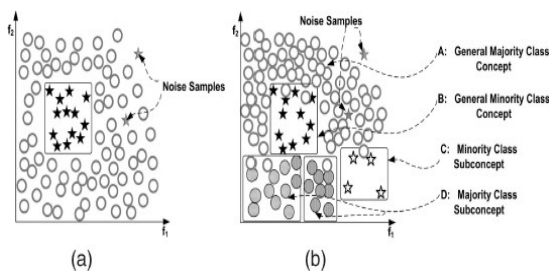 f2
Noise Samples
f1
(a)
f2
Noise Samples
A: General Majority Class
Concept
B: General Minority Class
Concept
C: Minority Class
Subconcept
D: Majority Class
Subconcept
f1
(b)